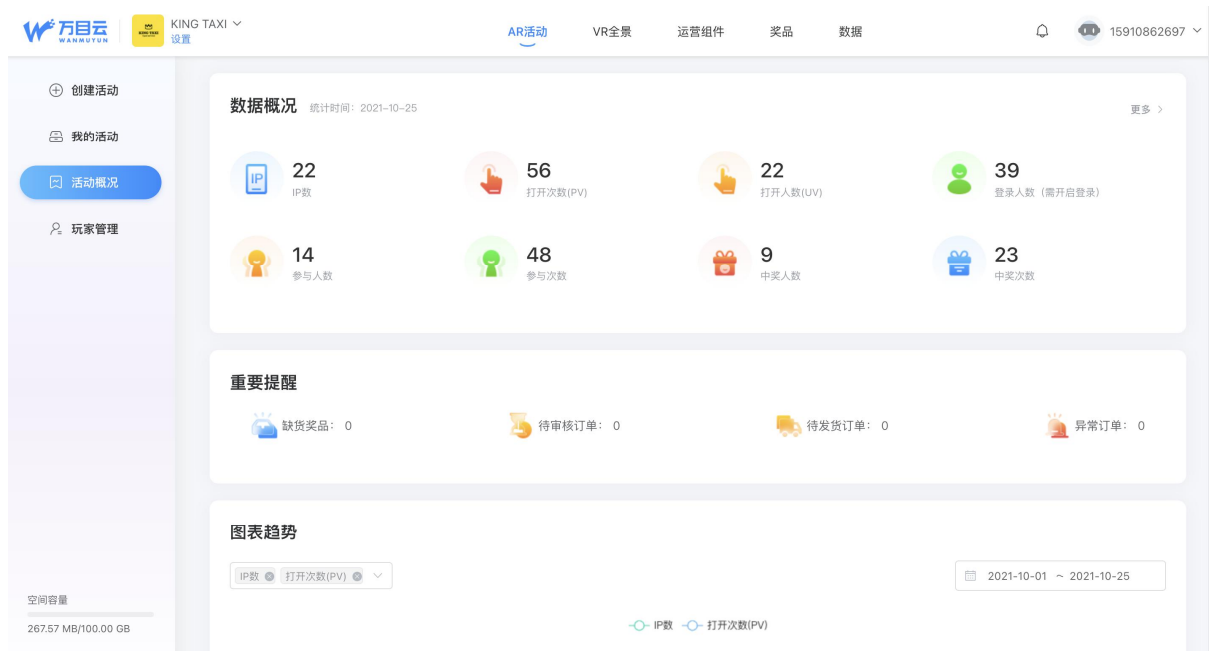 万目云
WANMUYUN
KING TAXI
设置
AR活动
VR全景
运营组件
奖品
数据
15910862697
创建活动
我的活动
活动概况
玩家管理
空间容量
267.57 MB/100.00 GB
数据概况 统计时间：2021-10-25
更多
IP
22
IP数
56
打开次数(PV)
22
打开人数(UV)
39
登录人数（需开启登录）
14
参与人数
48
参与次数
9
中奖人数
23
中奖次数
重要提醒
缺货奖品： 0
待审核订单： 0
待发货订单： 0
异常订单： 0
图表趋势
IP数
打开次数(PV)
2021-10-01 ~ 2021-10-25
IP数
打开次数(PV)